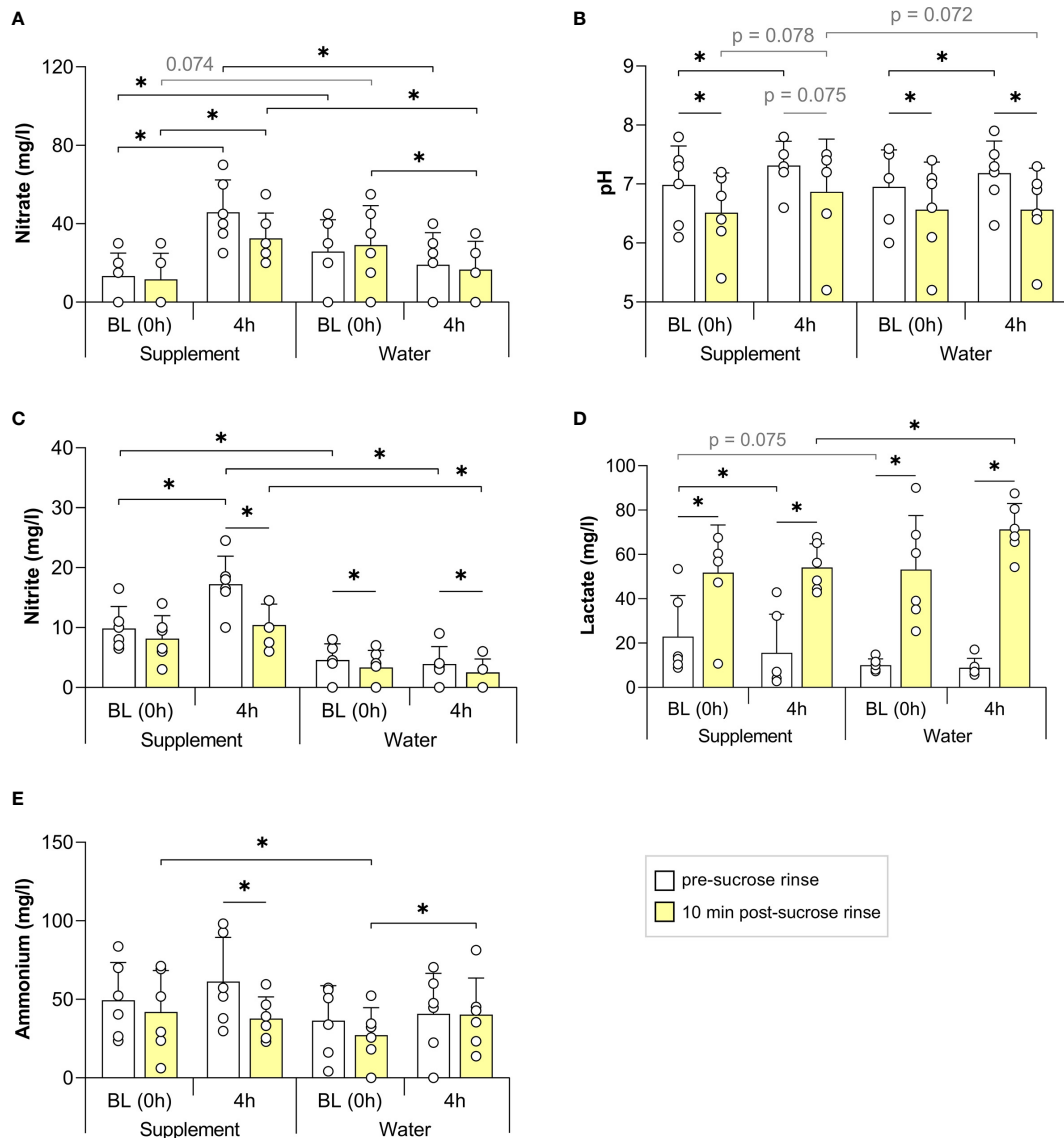 A
Nitrate (mg/l)
120
80
40
0
*
0.074
*
*
*
*
*
BL (0h)
4h
BL (0h)
4h
Supplement
Water
B
pH
9
8
7
6
5
p = 0.072
p = 0.078
*
*
p = 0.075
*
*
*
BL (0h)
4h
BL (0h)
4h
Supplement
Water
C
Nitrite (mg/l)
40
30
20
10
0
*
*
*
*
*
*
*
BL (0h)
4h
BL (0h)
4h
Supplement
Water
D
Lactate (mg/l)
100
80
60
40
20
0
*
p = 0.075
*
*
*
*
*
BL (0h)
4h
BL (0h)
4h
Supplement
Water
E
Ammonium (mg/l)
150
100
50
0
*
*
*
BL (0h)
4h
BL (0h)
4h
Supplement
Water
pre-sucrose rinse
10 min post-sucrose rinse